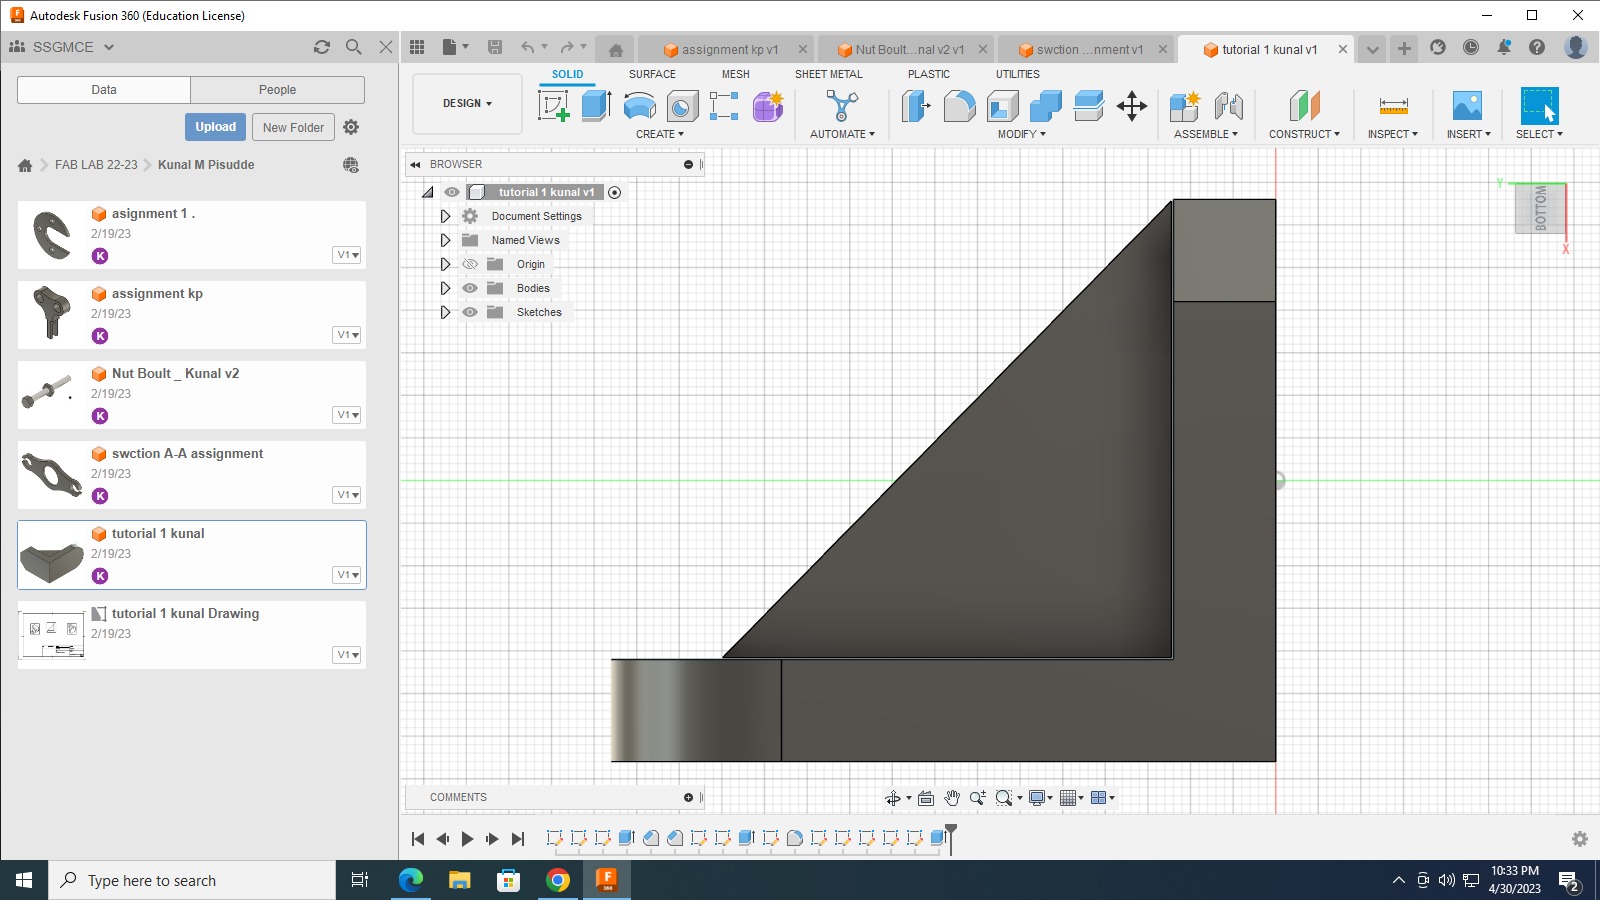 Autodesk Fusion 360 (Education License)
SSGMCE
assignment kp v1
Nut Boult...nal v2 v1
swction ...nment v1
tutorial 1 kunal v1
Data
People
Upload
New Folder
FAB LAB 22-23
Kunal M Pisudde
asignment 1 .
2/19/23
K
V1
assignment kp
2/19/23
K
V1
Nut Boult _ Kunal v2
2/19/23
K
V1
swction A-A assignment
2/19/23
K
V1
tutorial 1 kunal
2/19/23
K
V1
tutorial 1 kunal Drawing
2/19/23
V1
DESIGN
SOLID
SURFACE
MESH
SHEET METAL
PLASTIC
UTILITIES
CREATE
AUTOMATE
MODIFY
ASSEMBLE
CONSTRUCT
INSPECT
INSERT
SELECT
BROWSER
tutorial 1 kunal v1
Document Settings
Named Views
Origin
Bodies
Sketches
Y
BOTTOM
X
COMMENTS
Type here to search
F
360
10:33 PM
4/30/2023
2